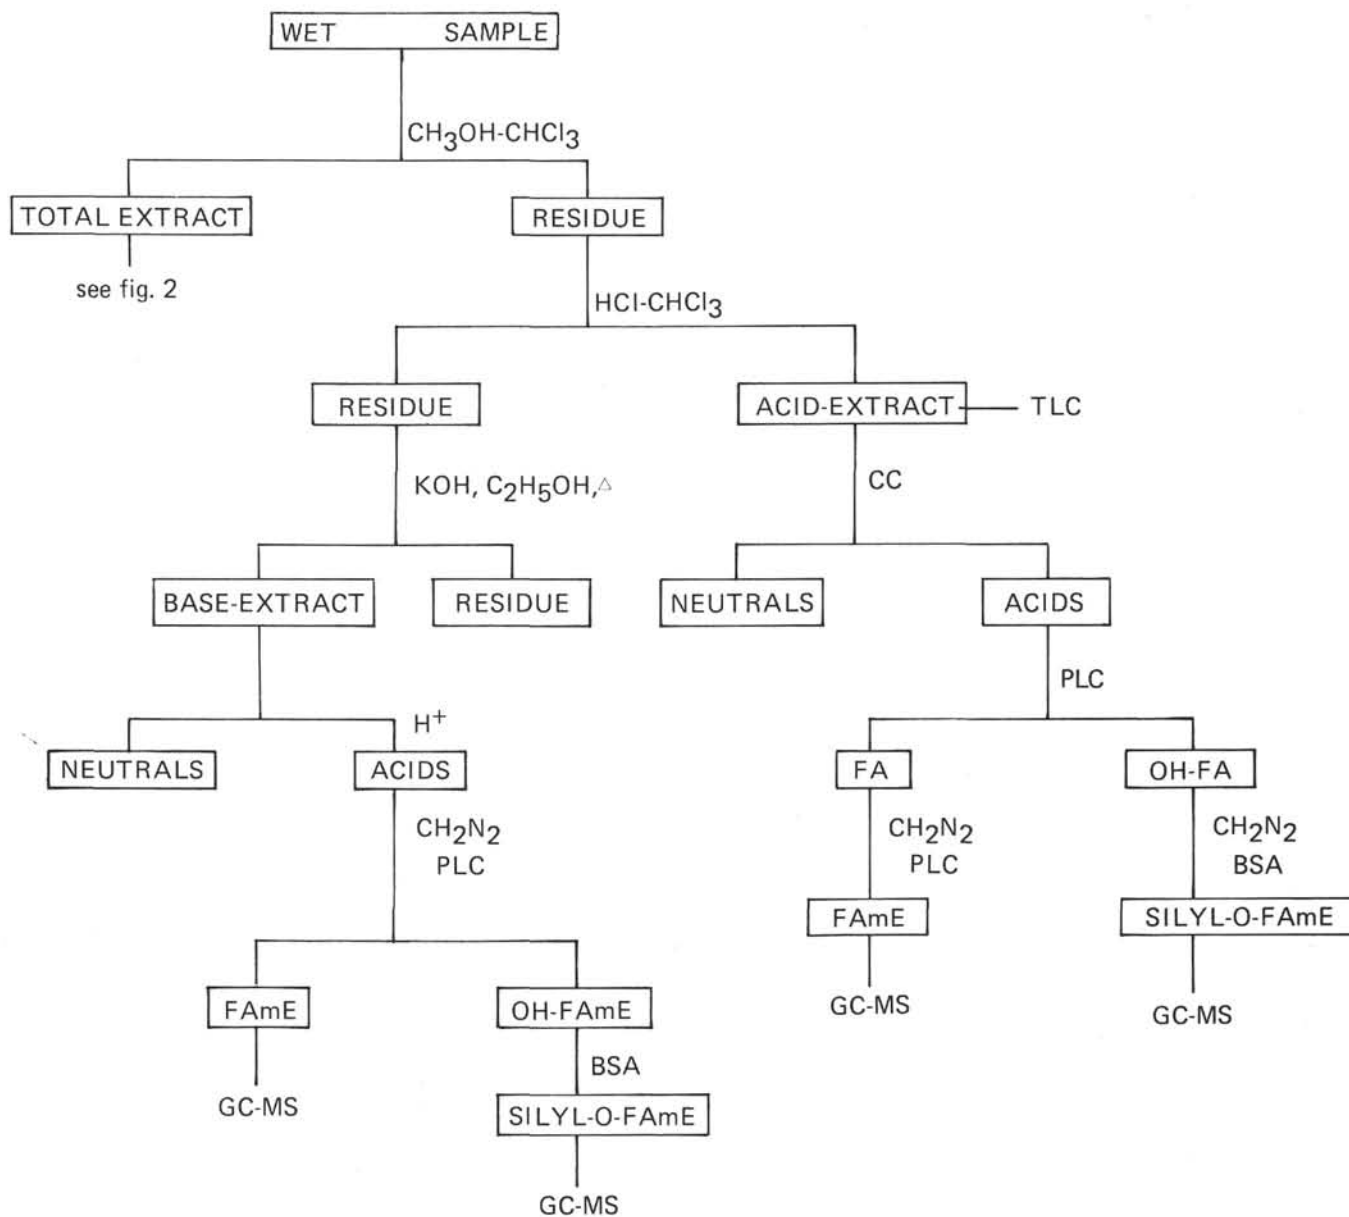 WET SAMPLE
CH₃OH-CHCl₃
TOTAL EXTRACT
RESIDUE
see fig. 2
HCl-CHCl₃
RESIDUE
ACID-EXTRACT
TLC
KOH, C₂H₅OH,△
CC
BASE-EXTRACT
RESIDUE
NEUTRALS
ACIDS
PLC
H⁺
NEUTRALS
ACIDS
FA
OH-FA
CH₂N₂
PLC
CH₂N₂
PLC
CH₂N₂
BSA
FAmE
SILYL-O-FAmE
FAmE
OH-FAmE
GC-MS
GC-MS
BSA
GC-MS
SILYL-O-FAmE
GC-MS